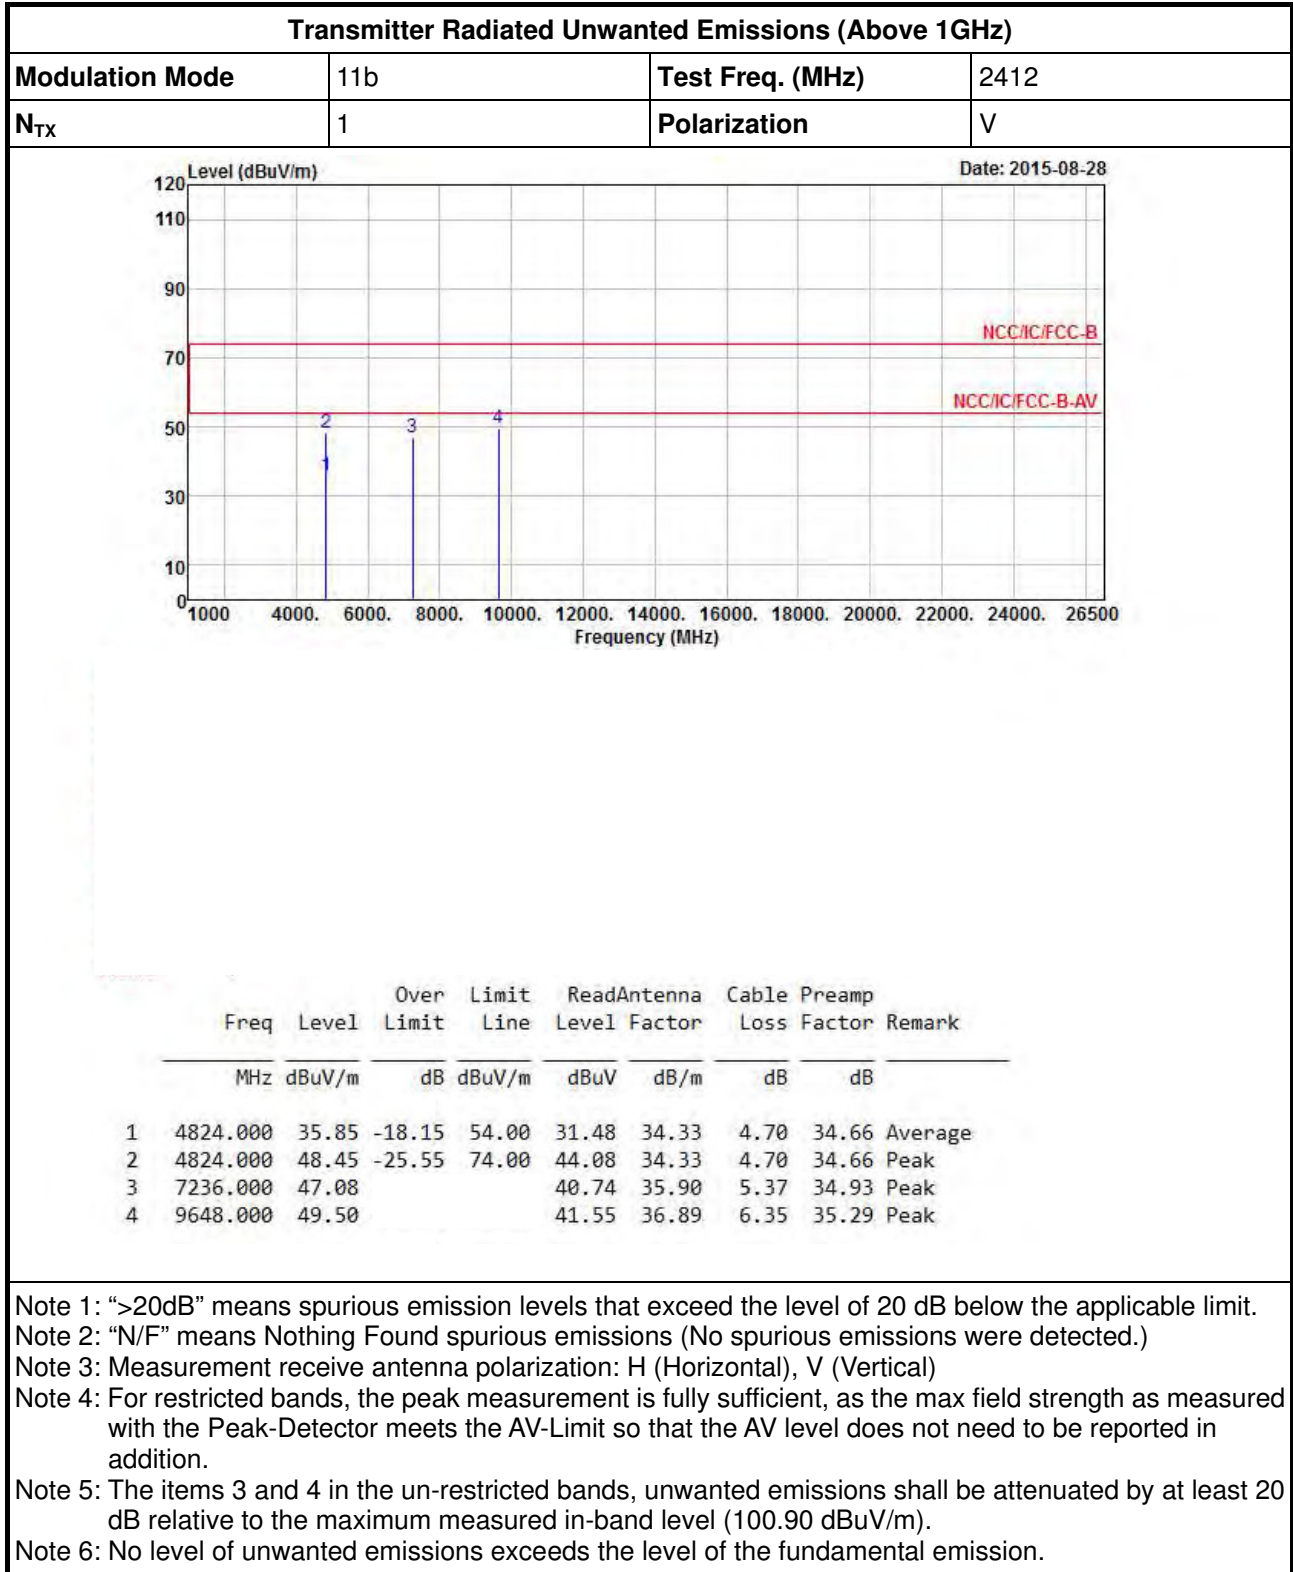 Transmitter Radiated Unwanted Emissions (Above 1GHz)
Modulation Mode 11b Test Freq. (MHz) 2412
NTX 1 Polarization V
Level (dBuV/m) Date: 2015-08-28
120
110
90
NCC/IC/FCC-B
70
NCC/IC/FCC-B-AV
2 3 4
50
1
30
10
0
1000 4000. 6000. 8000. 10000. 12000. 14000. 16000. 18000. 20000. 22000. 24000. 26500
Frequency (MHz)
Over Limit ReadAntenna Cable Preamp
Freq Level Limit Line Level Factor Loss Factor Remark
MHz dBuV/m dB dBuV/m dBuV dB/m dB dB
1 4824.000 35.85 -18.15 54.00 31.48 34.33 4.70 34.66 Average
2 4824.000 48.45 -25.55 74.00 44.08 34.33 4.70 34.66 Peak
3 7236.000 47.08 40.74 35.90 5.37 34.93 Peak
4 9648.000 49.50 41.55 36.89 6.35 35.29 Peak
Note 1: “>20dB” means spurious emission levels that exceed the level of 20 dB below the applicable limit.
Note 2: “N/F” means Nothing Found spurious emissions (No spurious emissions were detected.)
Note 3: Measurement receive antenna polarization: H (Horizontal), V (Vertical)
Note 4: For restricted bands, the peak measurement is fully sufficient, as the max field strength as measured
with the Peak-Detector meets the AV-Limit so that the AV level does not need to be reported in
addition.
Note 5: The items 3 and 4 in the un-restricted bands, unwanted emissions shall be attenuated by at least 20
dB relative to the maximum measured in-band level (100.90 dBuV/m).
Note 6: No level of unwanted emissions exceeds the level of the fundamental emission.